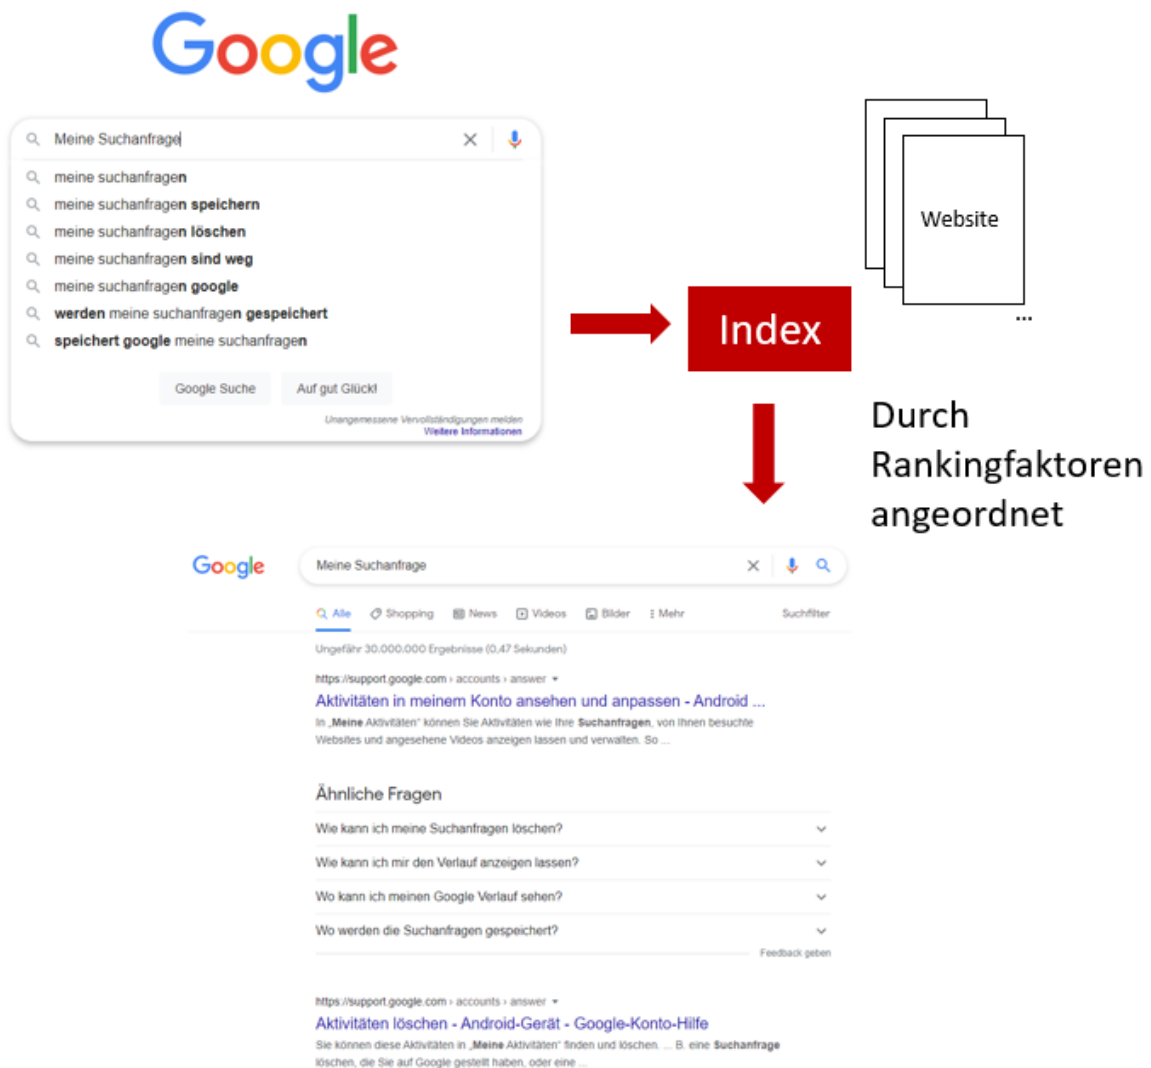 Google
Meine Suchanfrage
meine suchanfragen
meine suchanfragen speichern
meine suchanfragen löschen
meine suchanfragen sind weg
meine suchanfragen google
werden meine suchanfragen gespeichert
speichert google meine suchanfragen
Google Suche Auf gut Glück!
Unangemessene Vervollständigungen melden
Weitere Informationen
Website
...
Index
Durch
Rankingfaktoren
angeordnet
Google Meine Suchanfrage
Alle Shopping News Videos Bilder Mehr Suchfilter
Ungefähr 30.000.000 Ergebnisse (0,47 Sekunden)
https://support.google.com › accounts › answer
Aktivitäten in meinem Konto ansehen und anpassen - Android ...
In „Meine Aktivitäten" können Sie Aktivitäten wie Ihre Suchanfragen, von Ihnen besuchte
Websites und angesehene Videos anzeigen lassen und verwalten. So ...
Ähnliche Fragen
Wie kann ich meine Suchanfragen löschen?
Wie kann ich mir den Verlauf anzeigen lassen?
Wo kann ich meinen Google Verlauf sehen?
Wo werden die Suchanfragen gespeichert?
Feedback geben
https://support.google.com › accounts › answer
Aktivitäten löschen - Android-Gerät - Google-Konto-Hilfe
Sie können diese Aktivitäten in „Meine Aktivitäten" finden und löschen. ... B. eine Suchanfrage
löschen, die Sie auf Google gestellt haben, oder eine ...